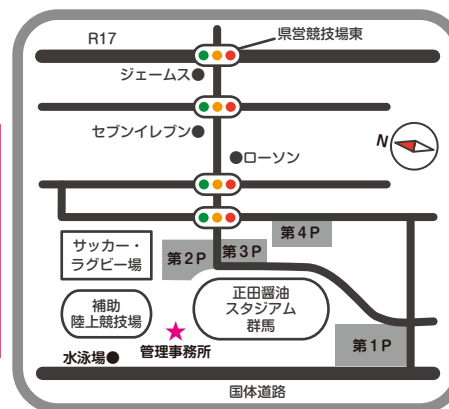 R17
県営競技場東
ジェームス
セブンイレブン
ローソン
N
サッカー・
ラグビー場
第2P
第3P
第4P
補助
陸上競技場
正田醤油
スタジアム
群馬
第1P
水泳場
管理事務所
国体道路